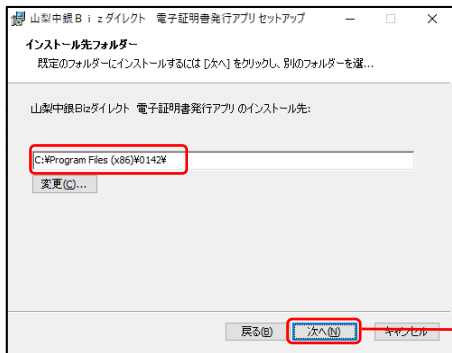 山梨中銀Ｂｉｚダイレクト　電子証明書発行アプリ セットアップ
インストール先フォルダー
既定のフォルダーにインストールするには [次へ] をクリックし、別のフォルダーを選...
山梨中銀Bizダイレクト 電子証明書発行アプリのインストール先:
C:¥Program Files (x86)¥0142¥
変更(C)...
戻る(B) 次へ(N) キャンセル